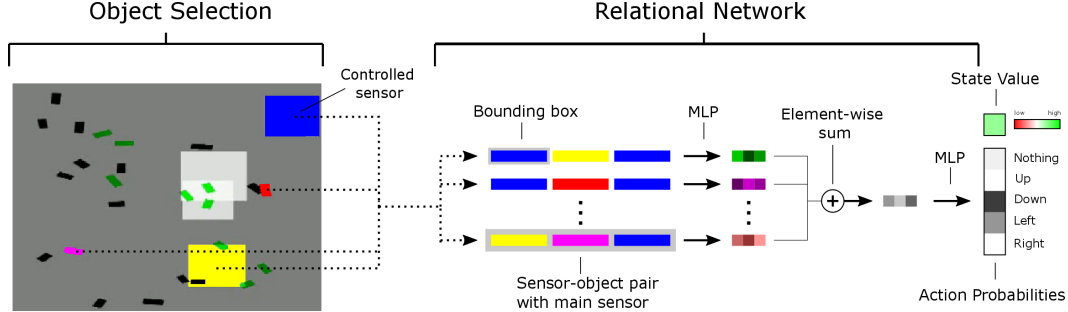 Object Selection
Relational Network
Controlled
sensor
Bounding box
MLP
Element-wise
sum
MLP
State Value
low
high
Nothing
Up
Down
Left
Right
Sensor-object pair
with main sensor
Action Probabilities